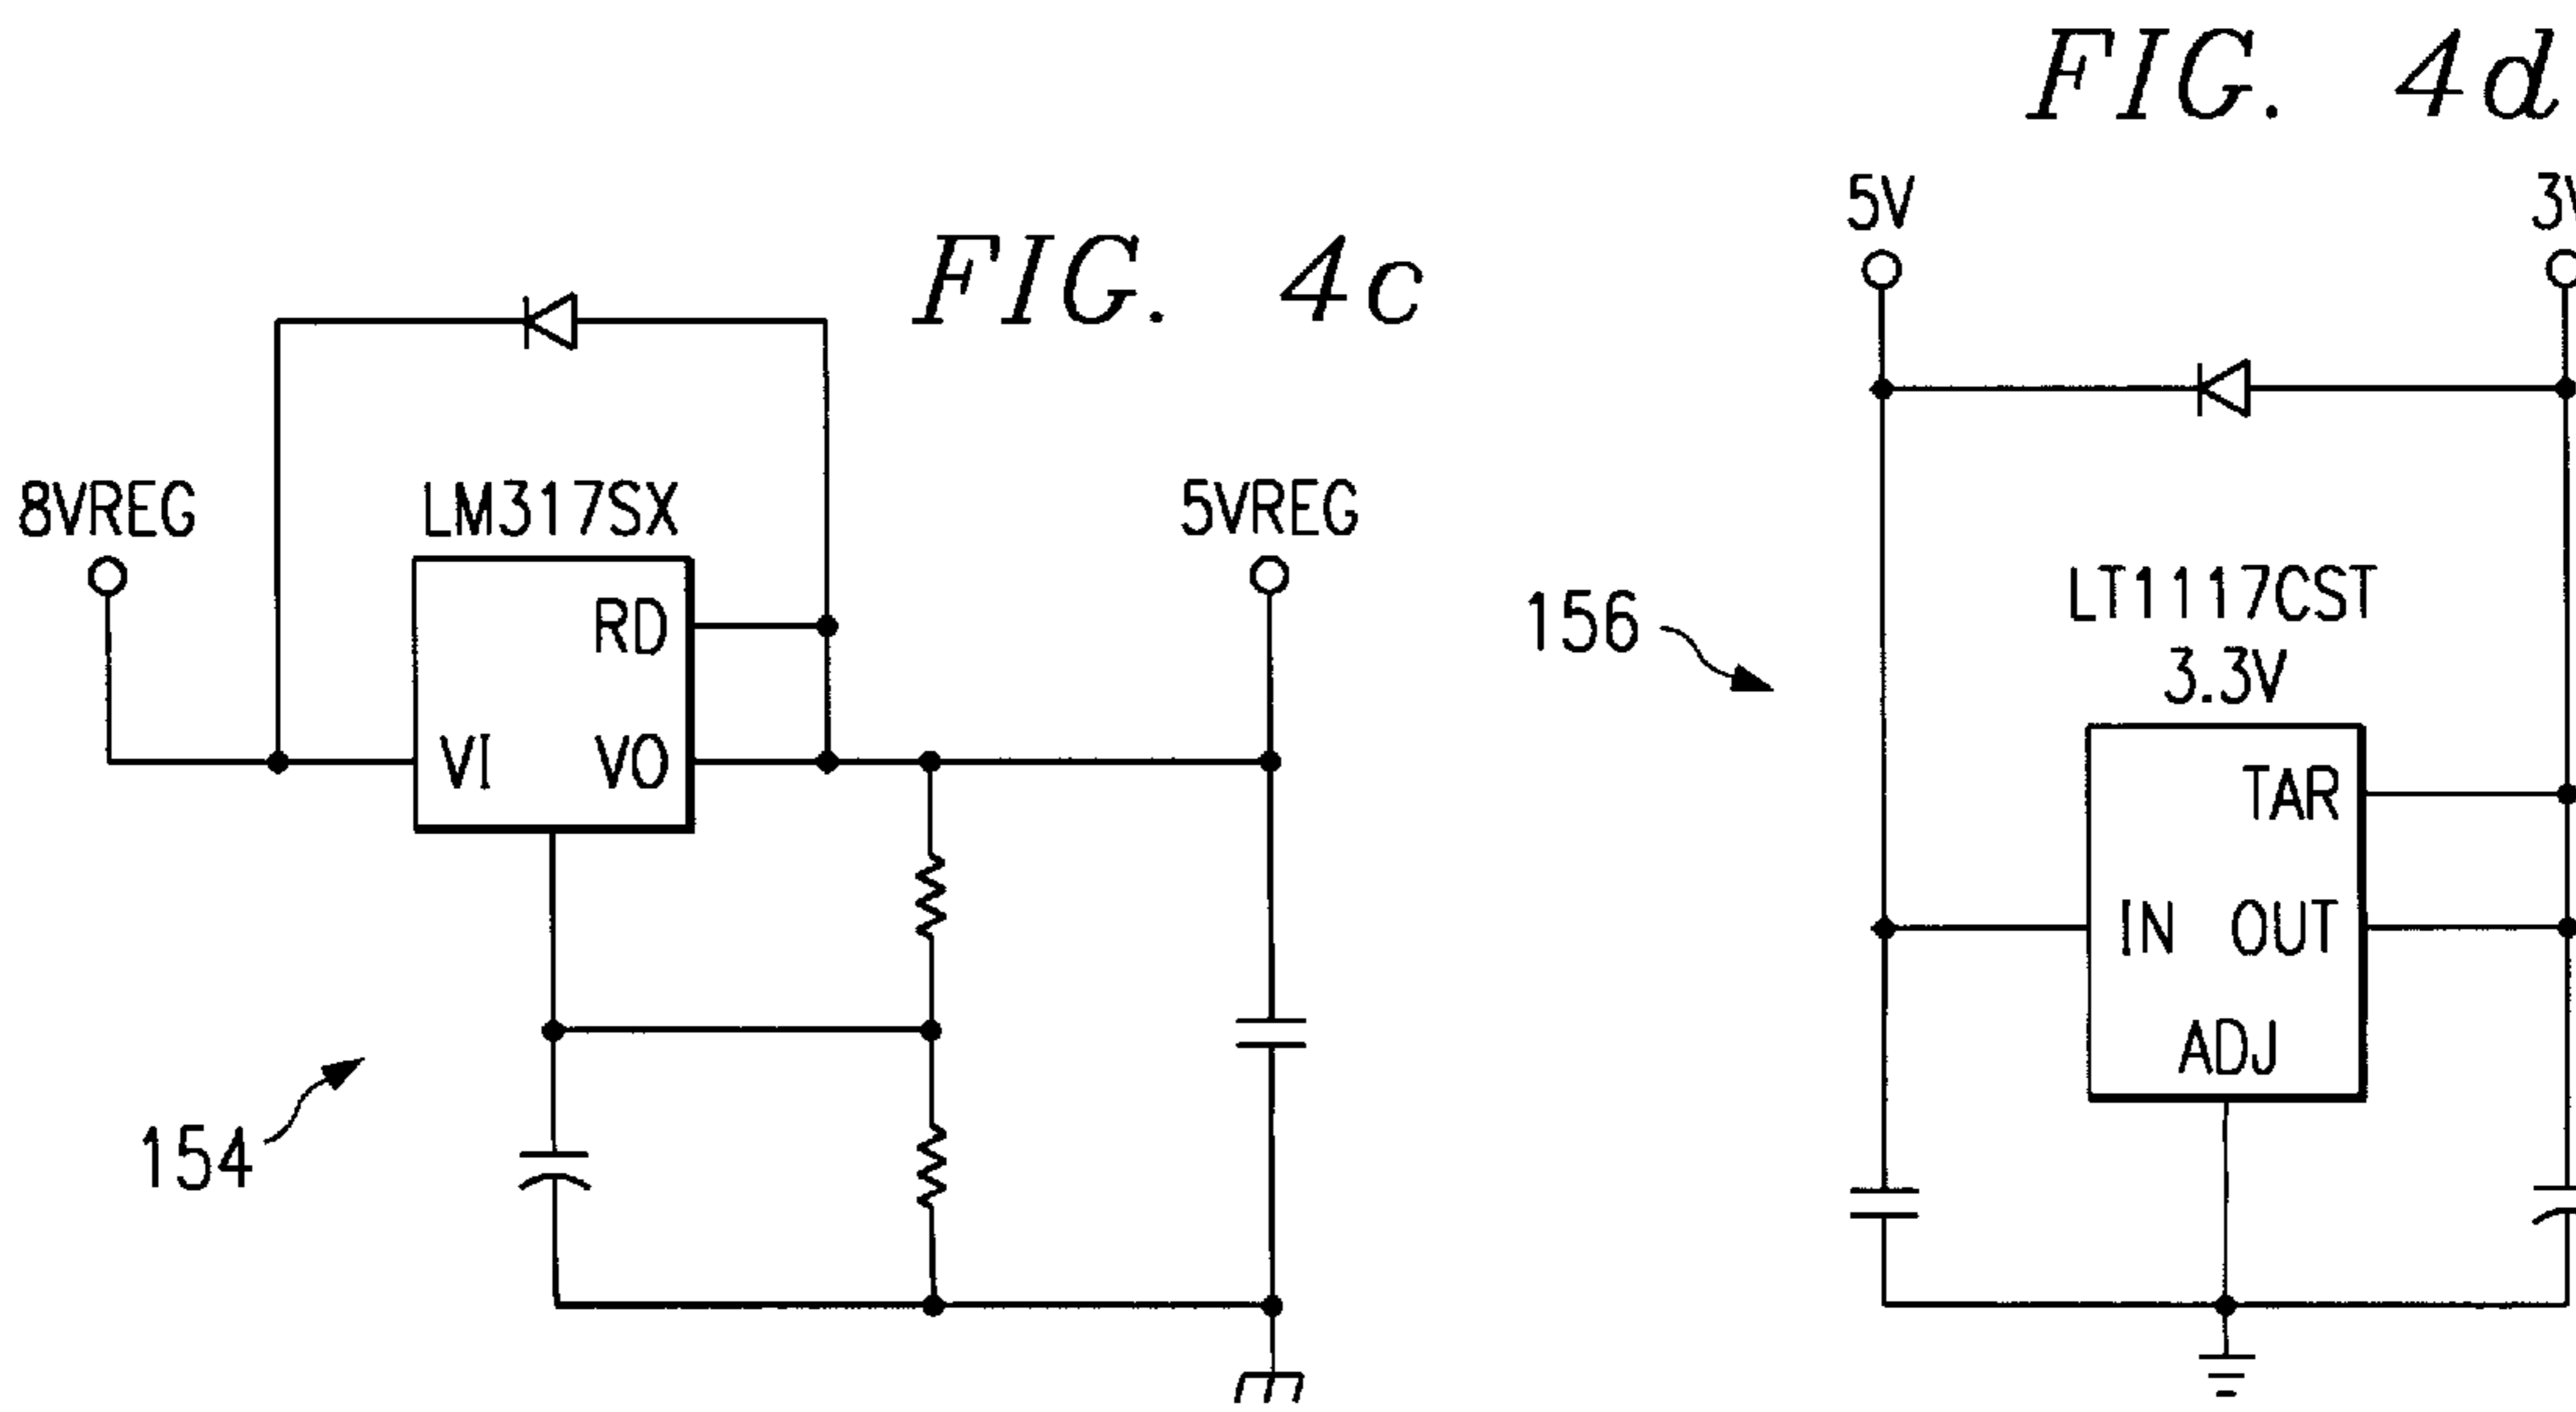 FIG. 4c
8VREG
LM317SX
5VREG
RD
VI
VO
154
FIG. 4d
5V
3V
156
LT1117CST
3.3V
TAR
IN
OUT
ADJ